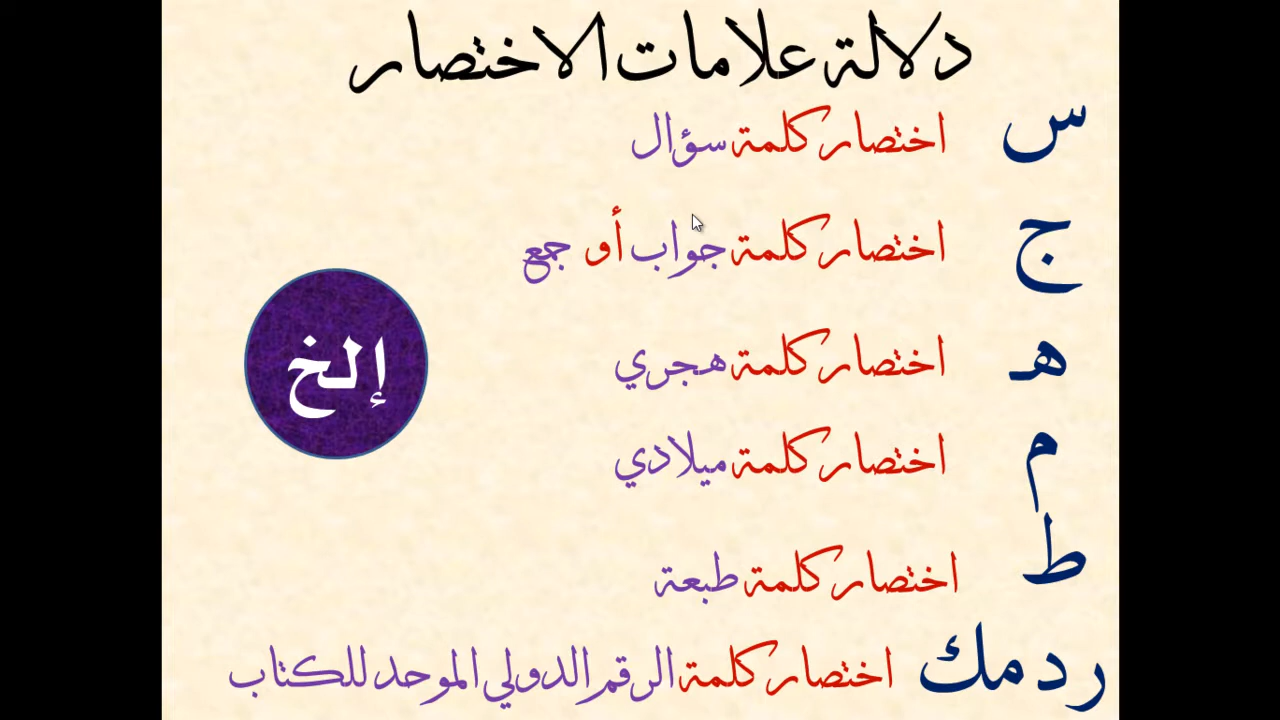 دلالة علامات الاختصار
س اختصار كلمة سؤال
ج اختصار كلمة جواب أو جمع
هـ اختصار كلمة هجري
إلخ
م اختصار كلمة ميلادي
ط اختصار كلمة طبعة
ردمك اختصار كلمة الرقم الدولي الموحد للكتاب